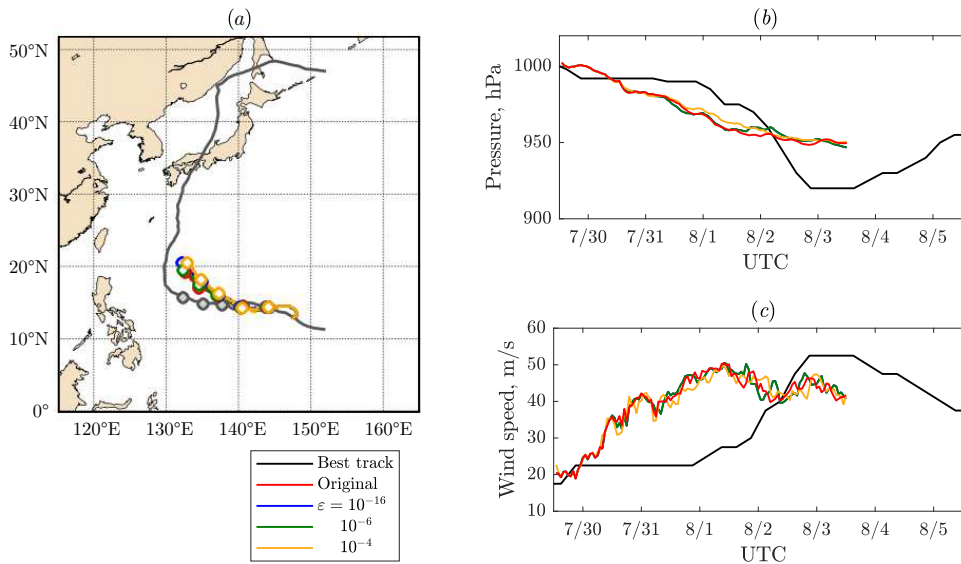 (a)
50°N
40°N
30°N
20°N
10°N
0°
120°E 130°E 140°E 150°E 160°E
Best track
Original
ε = 10⁻¹⁶
10⁻⁶
10⁻⁴
(b)
Pressure, hPa
1000
950
900
7/30 7/31 8/1 8/2 8/3 8/4 8/5
UTC
(c)
Wind speed, m/s
60
50
40
30
20
10
7/30 7/31 8/1 8/2 8/3 8/4 8/5
UTC